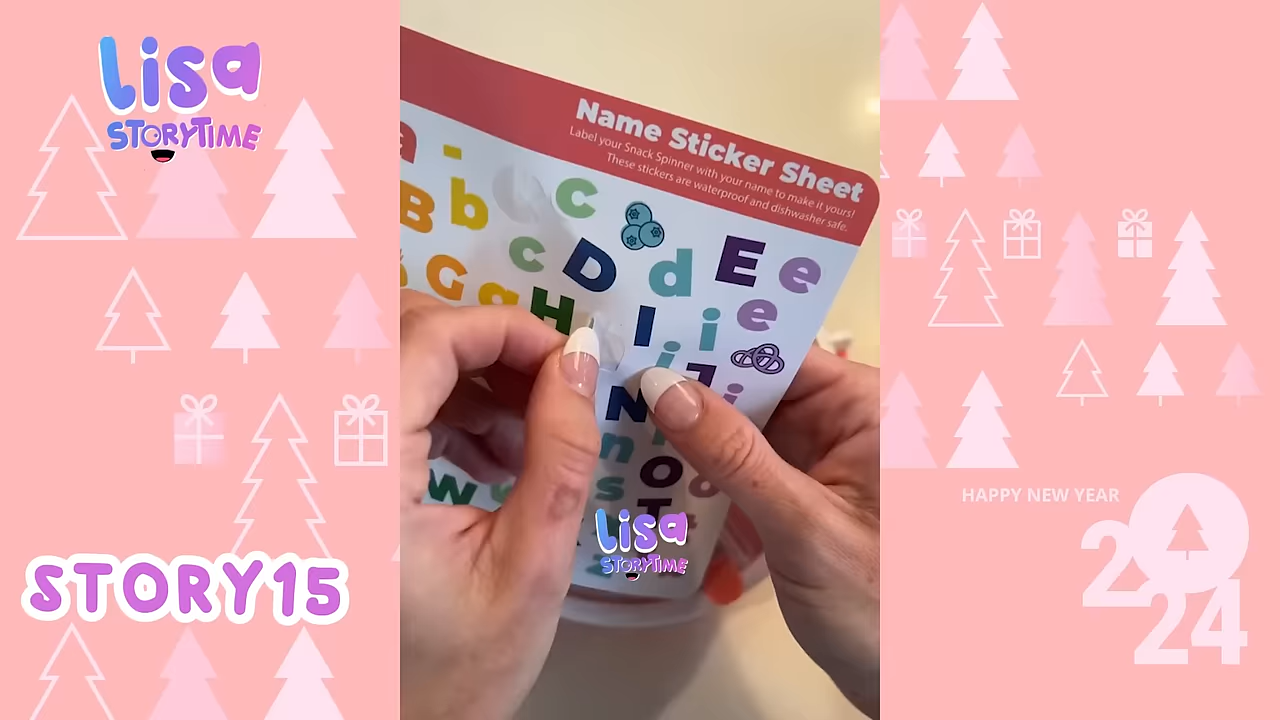 Lisa
STORYTIME
Name Sticker Sheet
Label your Snack Spinner with your name to make it yours!
These stickers are waterproof and dishwasher safe.
a - c
B b
c D d E e
G g H I i e
j J j
N
n
O o
W s T
z
Lisa
STORYTIME
STORY15
HAPPY NEW YEAR
2024